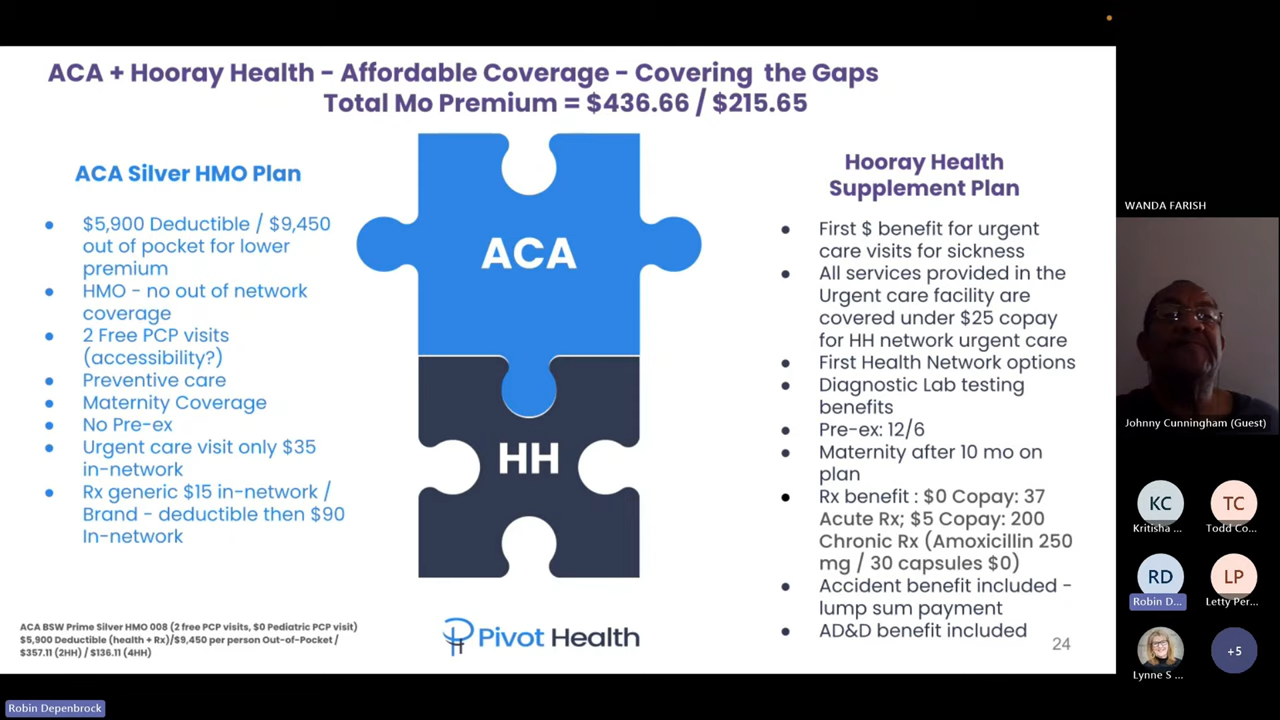 ACA + Hooray Health - Affordable Coverage - Covering the Gaps
Total Mo Premium = $436.66 / $215.65
ACA Silver HMO Plan
• $5,900 Deductible / $9,450
out of pocket for lower
premium
• HMO - no out of network
coverage
• 2 Free PCP visits
(accessibility?)
• Preventive care
• Maternity Coverage
• No Pre-ex
• Urgent care visit only $35
in-network
• Rx generic $15 in-network /
Brand - deductible then $90
In-network
ACA BSW Prime Silver HMO 008 (2 free PCP visits, $0 Pediatric PCP visit)
$5,900 Deductible (health + Rx)/$9,450 per person Out-of-Pocket /
$357.11 (2HH) / $136.11 (4HH)
ACA
HH
Pivot Health
Hooray Health
Supplement Plan
• First $ benefit for urgent
care visits for sickness
• All services provided in the
Urgent care facility are
covered under $25 copay
for HH network urgent care
• First Health Network options
• Diagnostic Lab testing
benefits
• Pre-ex: 12/6
• Maternity after 10 mo on
plan
• Rx benefit : $0 Copay: 37
Acute Rx; $5 Copay: 200
Chronic Rx (Amoxicillin 250
mg / 30 capsules $0)
• Accident benefit included -
lump sum payment
• AD&D benefit included
24
WANDA FARISH
Johnny Cunningham (Guest)
KC
Kritisha ...
TC
Todd Co...
RD
Robin D...
LP
Letty Per...
Lynne S ...
+5
Robin Depenbrock